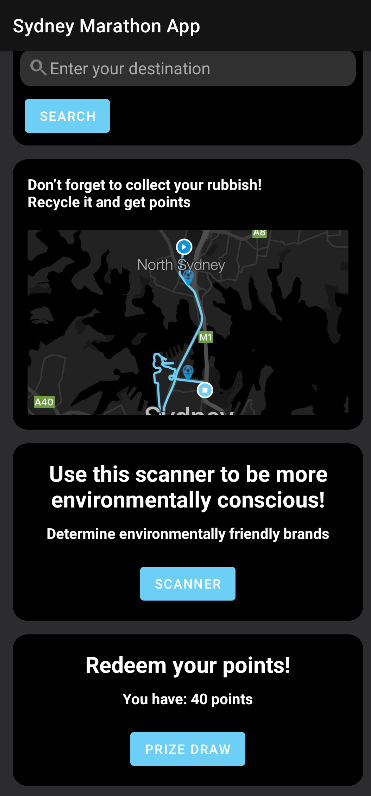 Sydney Marathon App
Enter your destination
SEARCH
Don't forget to collect your rubbish!
Recycle it and get points
A8
North Sydney
M1
A40
Sydney
Use this scanner to be more
environmentally conscious!
Determine environmentally friendly brands
SCANNER
Redeem your points!
You have: 40 points
PRIZE DRAW